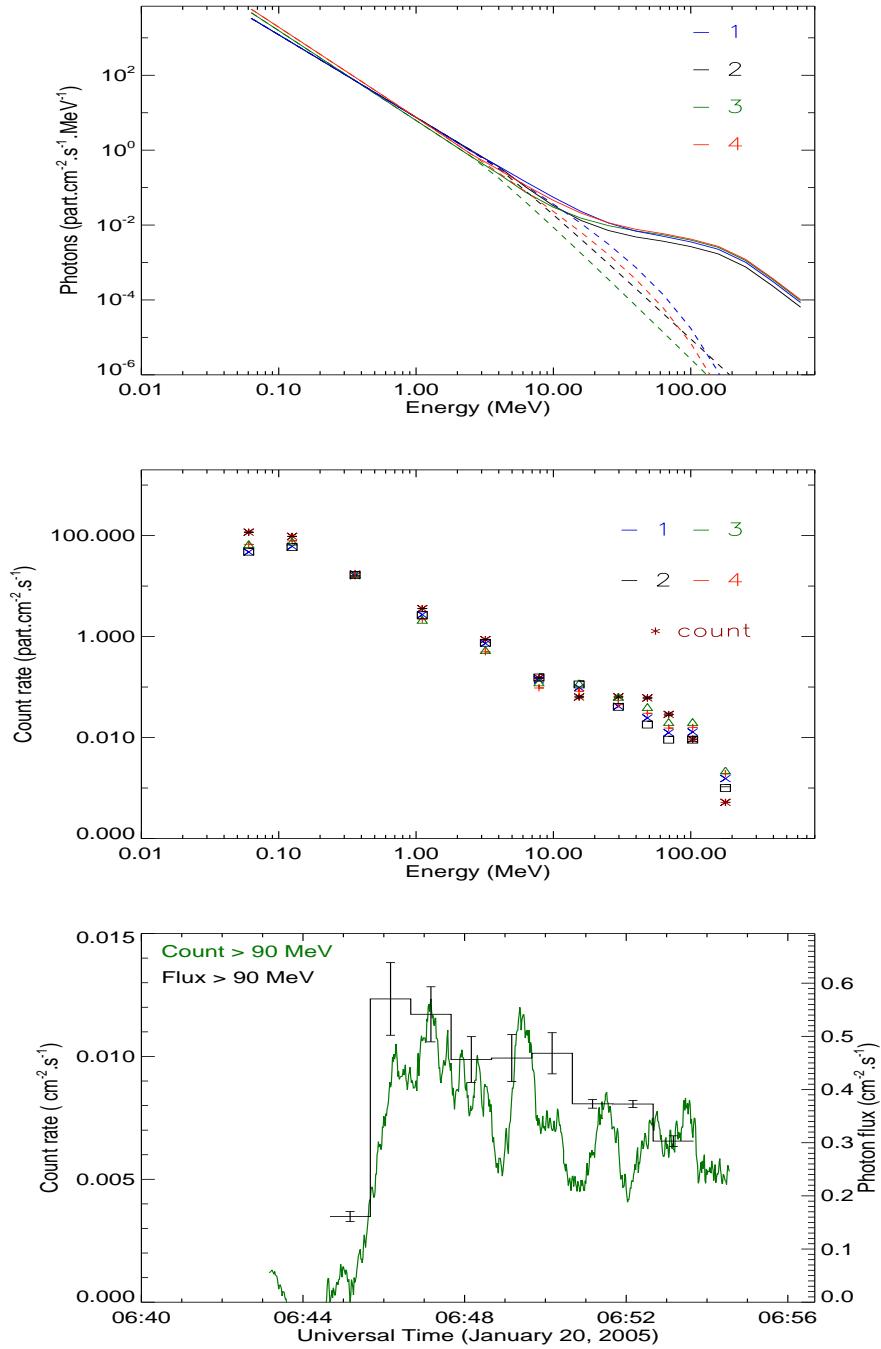 10²
10⁰
10⁻²
10⁻⁴
10⁻⁶
Photons (part.cm⁻².s⁻¹.MeV⁻¹)
1
2
3
4
0.01 0.10 1.00 10.00 100.00
Energy (MeV)
100.000
1.000
0.010
0.000
Count rate (part.cm⁻².s⁻¹)
1 3
2 4
* count
0.01 0.10 1.00 10.00 100.00
Energy (MeV)
0.015
0.010
0.005
0.000
Count rate ( cm⁻².s⁻¹)
Count > 90 MeV
Flux > 90 MeV
0.6
0.5
0.4
0.3
0.2
0.1
0.0
Photon flux (cm⁻².s⁻¹)
06:40 06:44 06:48 06:52 06:56
Universal Time (January 20, 2005)